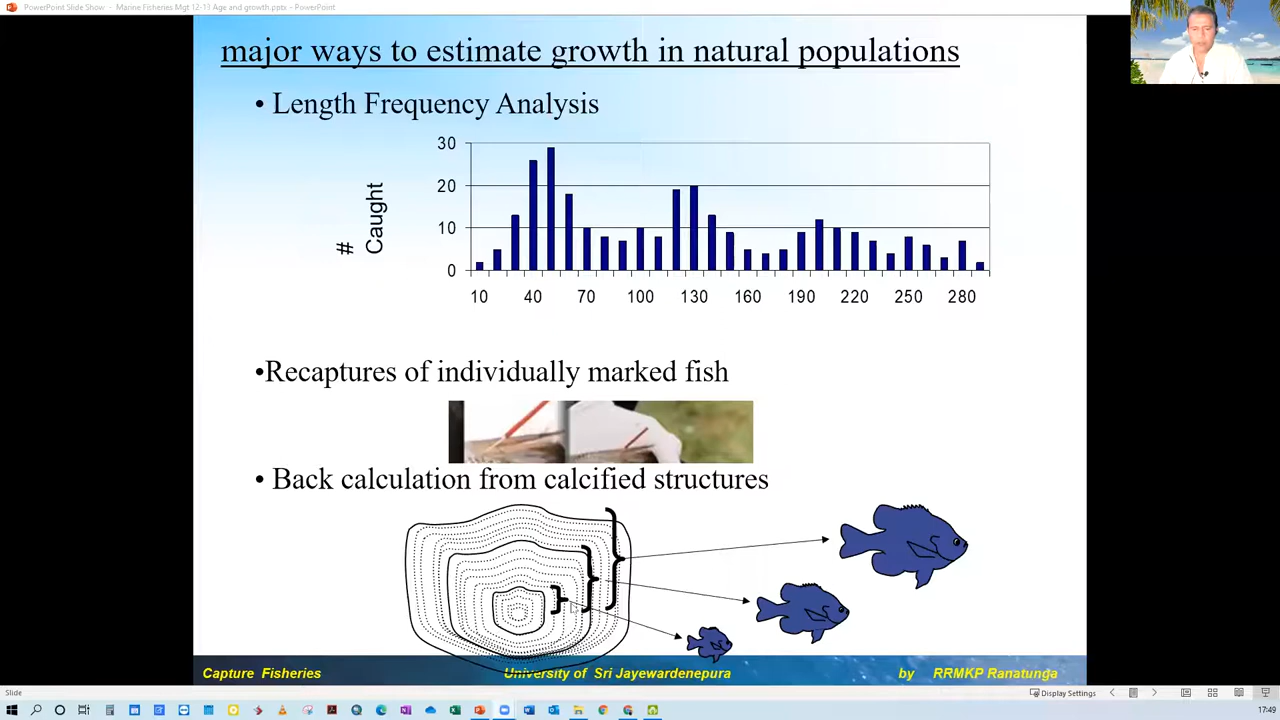 PowerPoint Slide Show - Marine Fisheries Mgt 12-13 Age and growth.pptx - PowerPoint
major ways to estimate growth in natural populations
• Length Frequency Analysis
30
20
10
0
# Caught
10 40 70 100 130 160 190 220 250 280
•Recaptures of individually marked fish
• Back calculation from calcified structures
Capture Fisheries University of Sri Jayewardenepura by RRMKP Ranatunga
Slide Display Settings
17:49